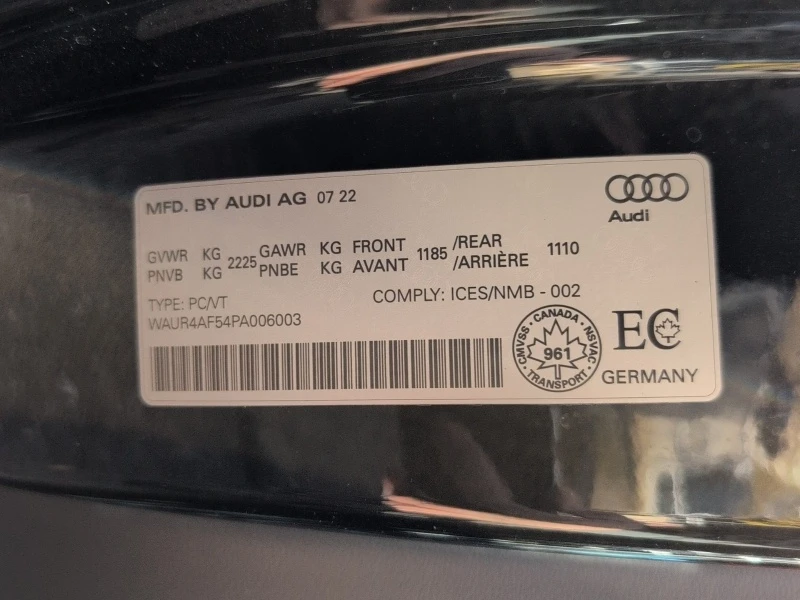 MFD. BY AUDI AG 07 22
Audi
GVWR KG 2225 GAWR KG FRONT 1185 /REAR 1110
PNVB KG PNBE KG AVANT /ARRIÈRE
TYPE: PC/VT COMPLY: ICES/NMB - 002
WAUR4AF54PA006003
CANADA
CMVSS 961 NSVAC
TRANSPORT
EC
GERMANY